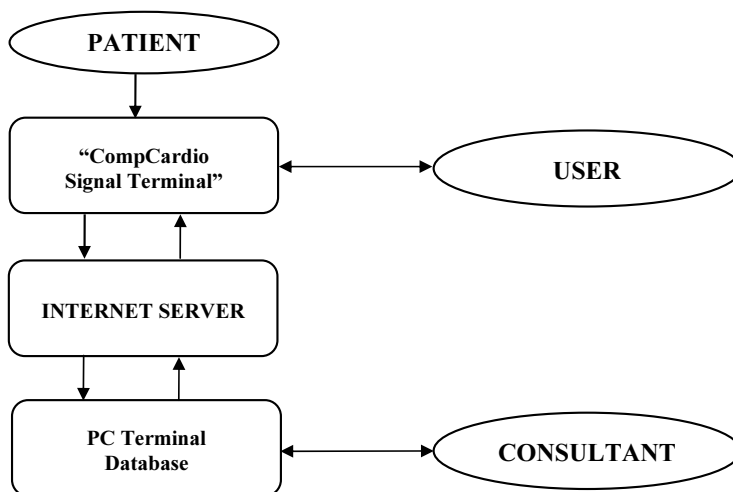 PATIENT
“CompCardio
Signal Terminal”
USER
INTERNET SERVER
PC Terminal
Database
CONSULTANT